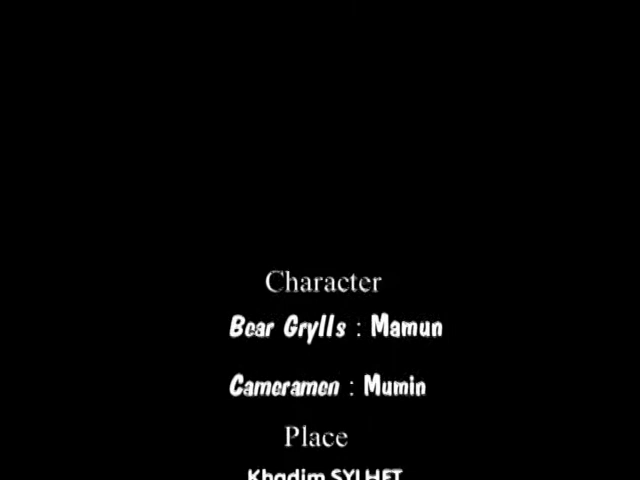 Character
Bear Grylls : Mamun
Cameramen : Mumin
Place
Khadim SYLHET